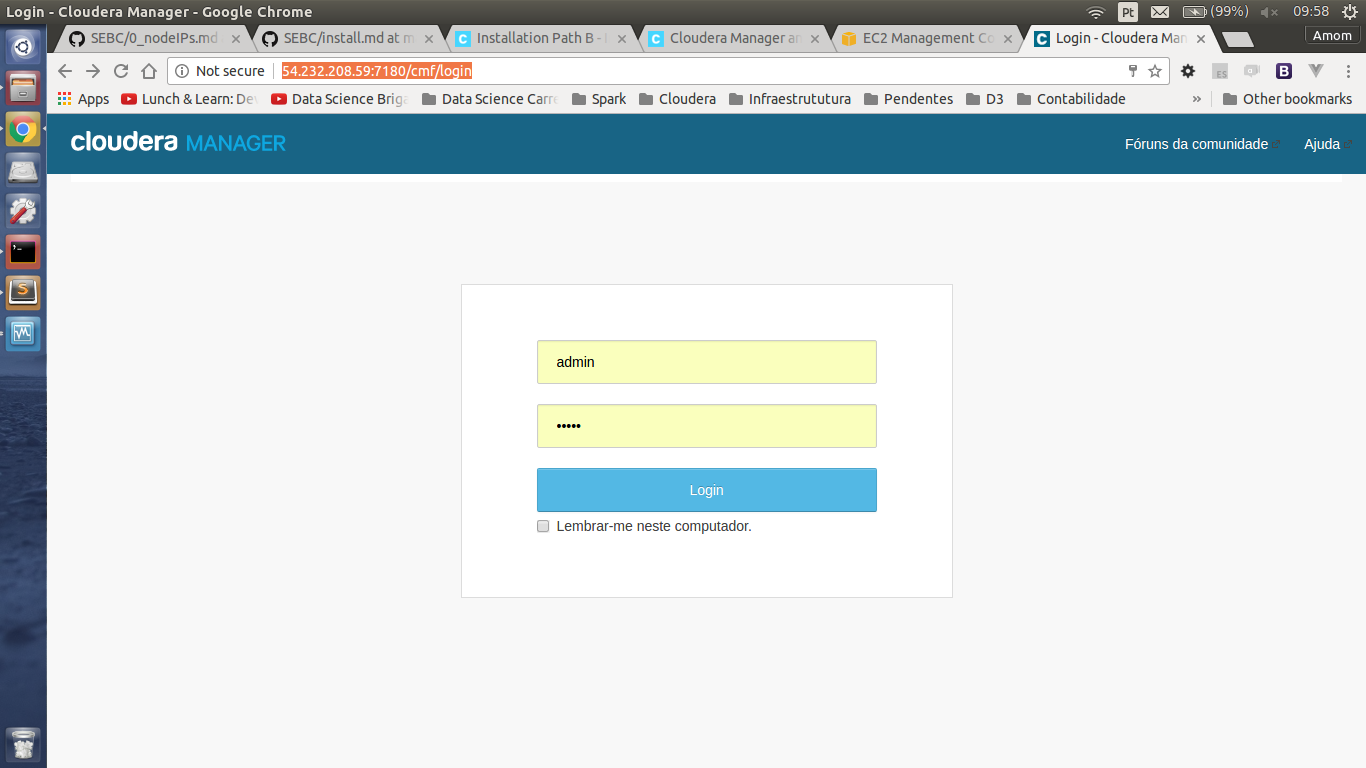 Login - Cloudera Manager - Google Chrome
Pt
(99%)
09:58
SEBC/0_nodeIPs.md
SEBC/install.md at m
Installation Path B -
Cloudera Manager an
EC2 Management Co
Login - Cloudera Man
Amom
Not secure
54.232.208.59:7180/cmf/login
ES
B
Apps
Lunch & Learn: De
Data Science Briga
Data Science Carre
Spark
Cloudera
Infraestrututura
Pendentes
D3
Contabilidade
»
Other bookmarks
cloudera MANAGER
Fóruns da comunidade
Ajuda
admin
•••••
Login
Lembrar-me neste computador.